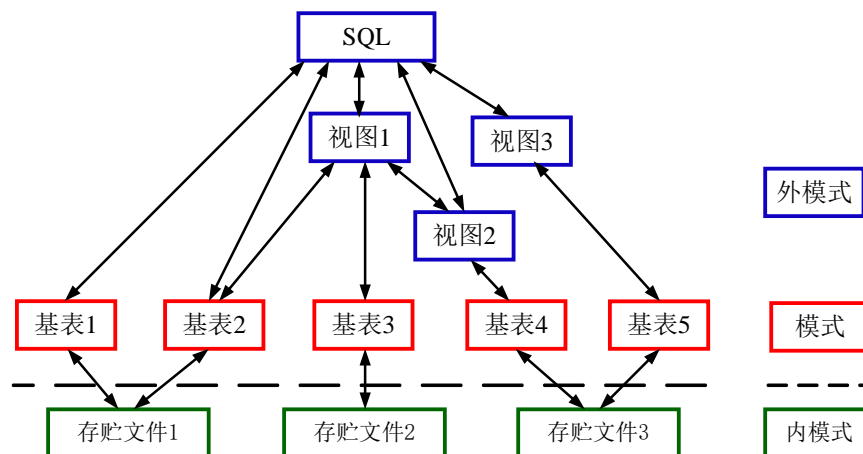 SQL
视图1
视图3
外模式
视图2
基表1
基表2
基表3
基表4
基表5
模式
存贮文件1
存贮文件2
存贮文件3
内模式